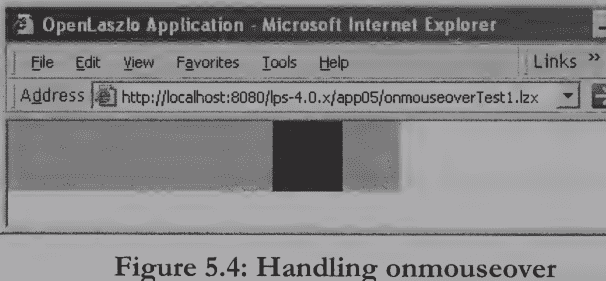 OpenLaszlo Application - Microsoft Internet Explorer
File Edit View Favorites Tools Help Links »
Address http://localhost:8080/lps-4.0.x/app05/onmouseoverTest1.lzx
Figure 5.4: Handling onmouseover